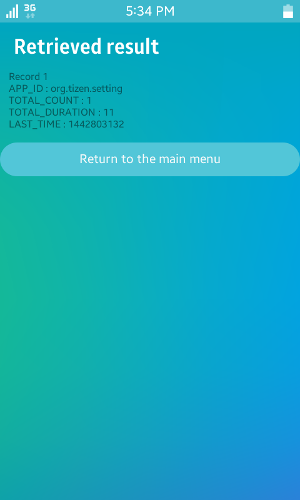 3G
5:34 PM
Retrieved result
Record 1
APP_ID : org.tizen.setting
TOTAL_COUNT : 1
TOTAL_DURATION : 11
LAST_TIME : 1442803132
Return to the main menu